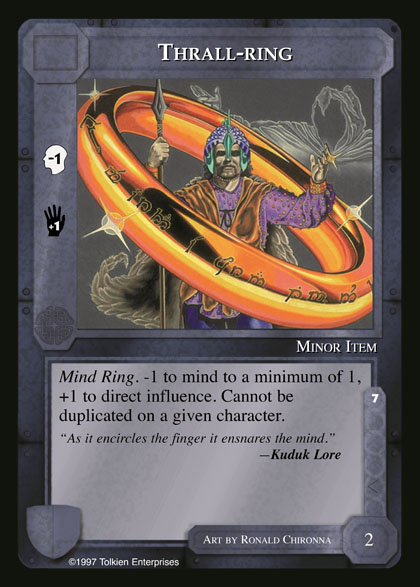 THRALL-RING
-1
+1
MINOR ITEM
Mind Ring. -1 to mind to a minimum of 1,
+1 to direct influence. Cannot be
duplicated on a given character.
7
“As it encircles the finger it ensnares the mind.”
—Kuduk Lore
ART BY RONALD CHIRONNA
2
©1997 Tolkien Enterprises